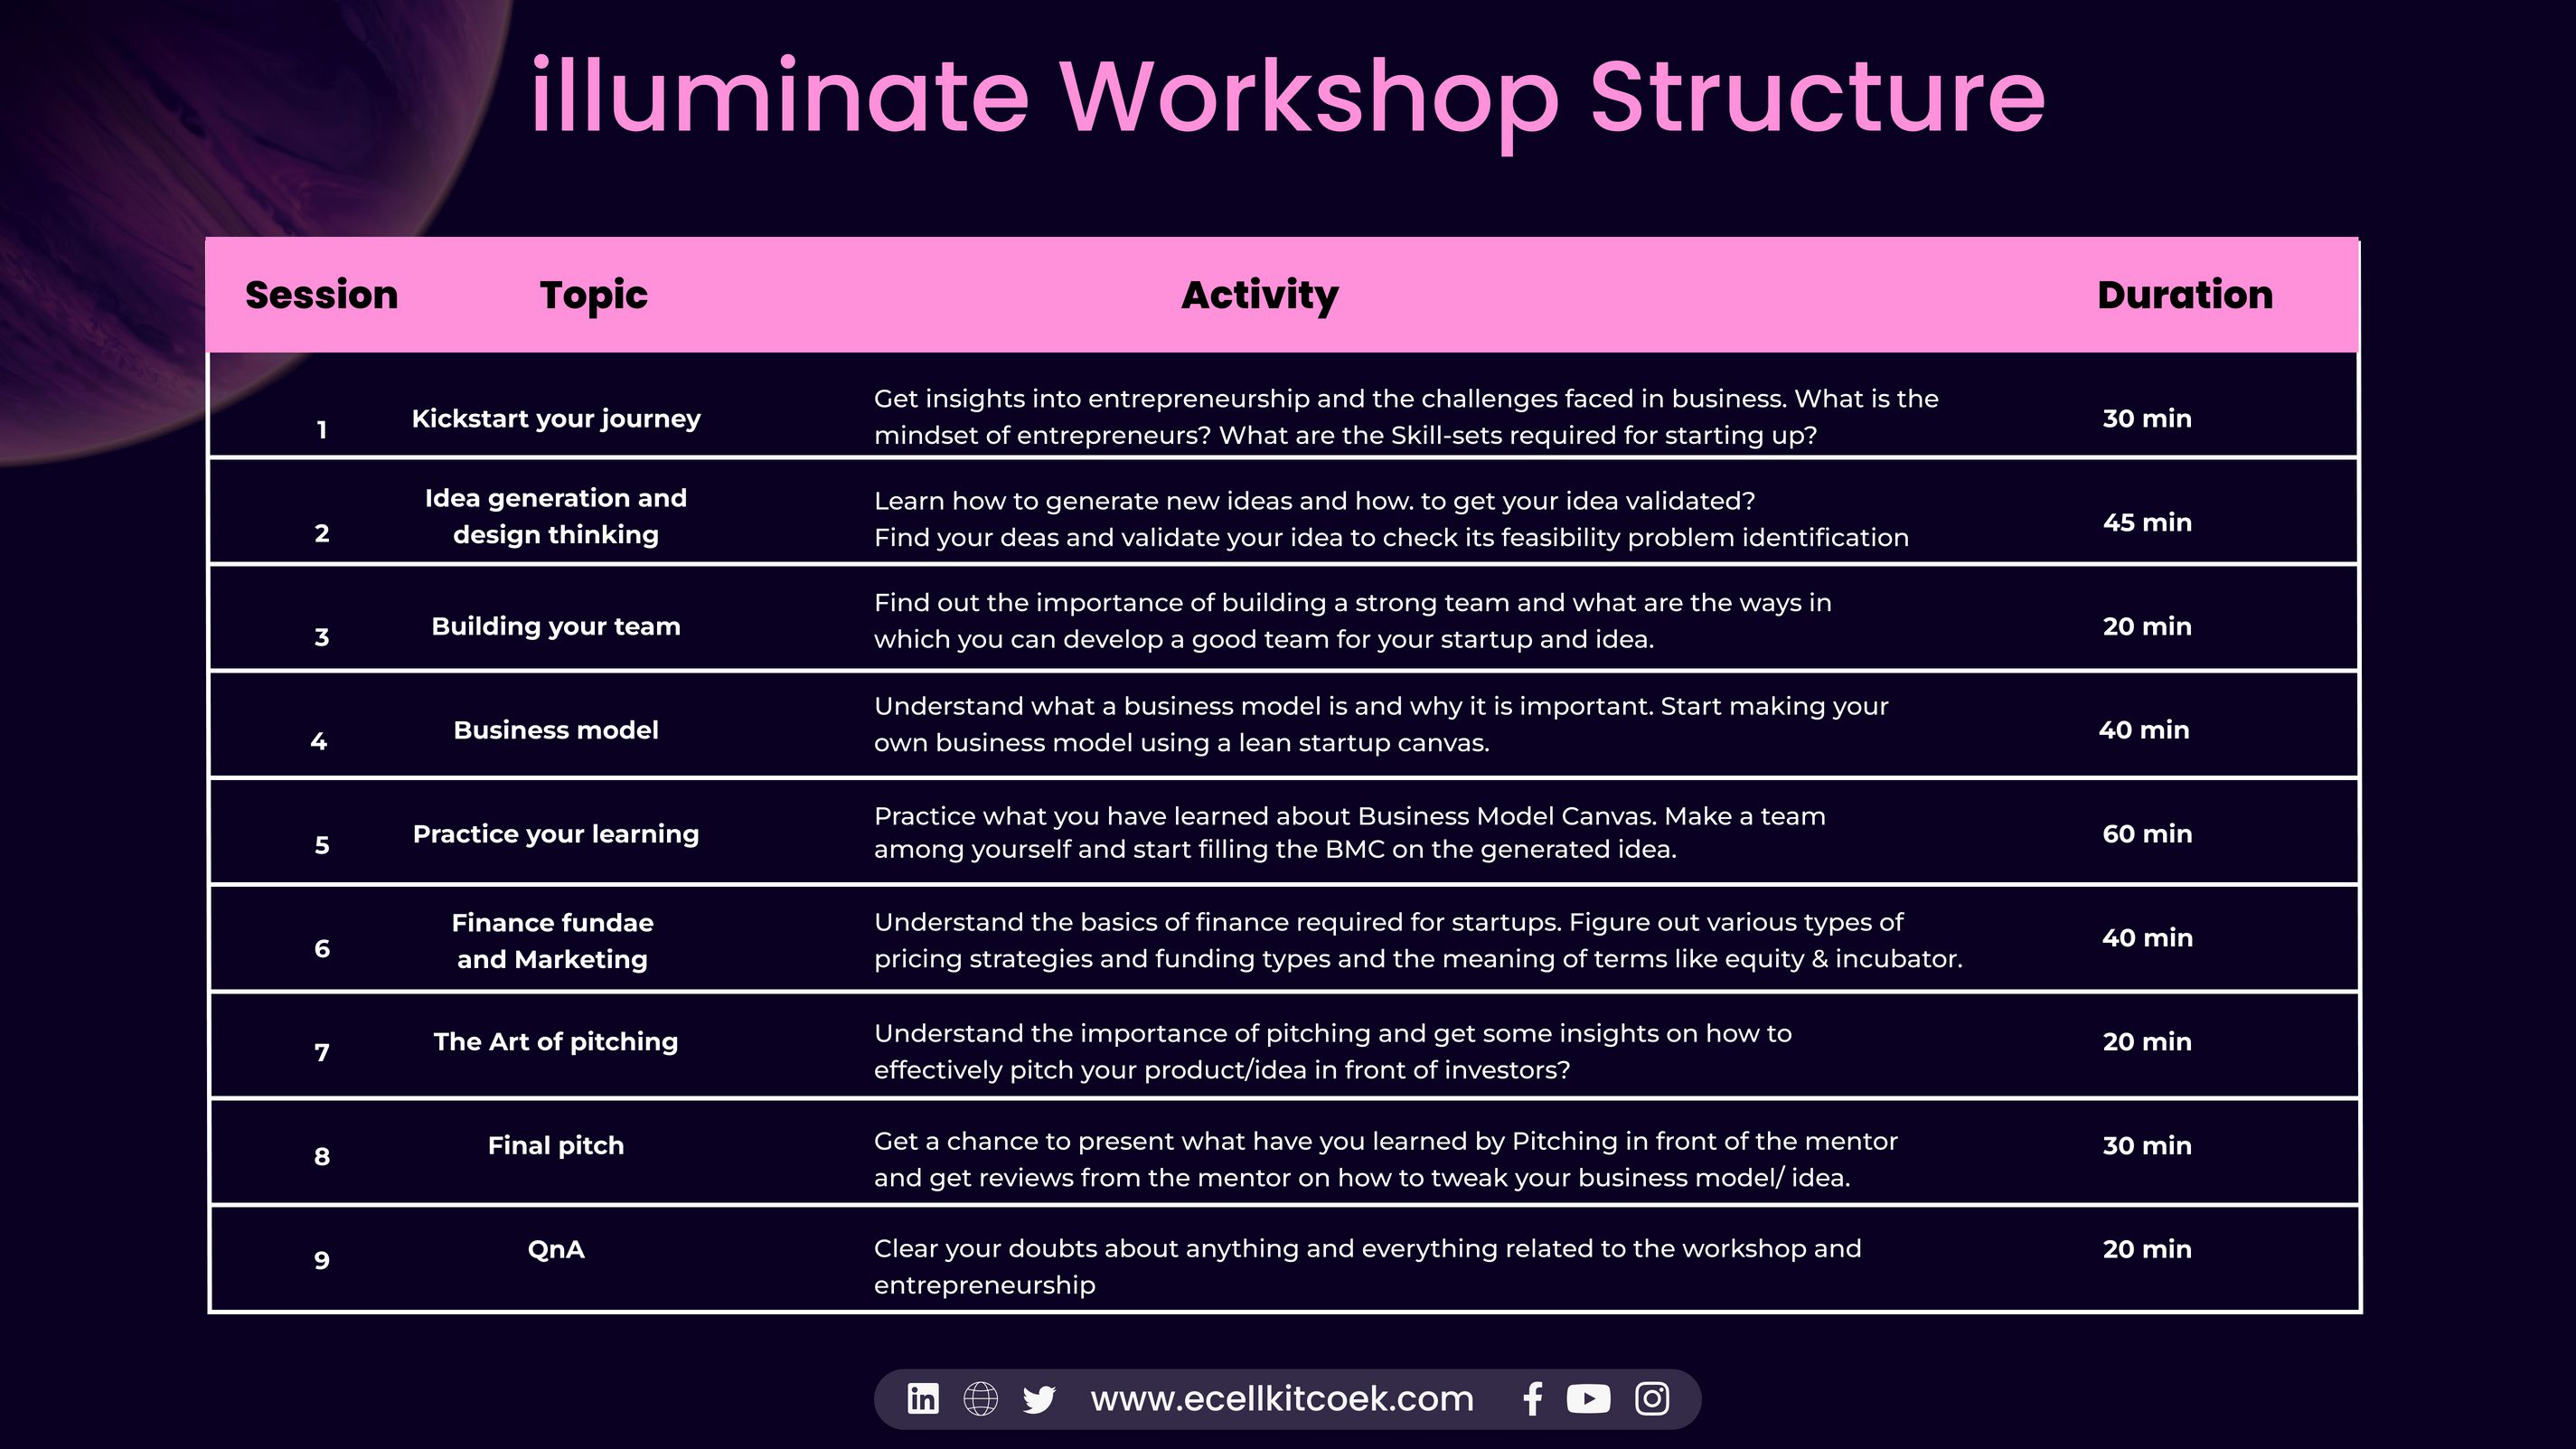 illuminate Workshop Structure
Session Topic Activity Duration
1 Kickstart your journey Get insights into entrepreneurship and the challenges faced in business. What is the
mindset of entrepreneurs? What are the Skill-sets required for starting up? 30 min
2 Idea generation and
design thinking
Learn how to generate new ideas and how. to get your idea validated?
Find your deas and validate your idea to check its feasibility problem identification
45 min
3 Building your team Find out the importance of building a strong team and what are the ways in
which you can develop a good team for your startup and idea. 20 min
4 Business model Understand what a business model is and why it is important. Start making your
own business model using a lean startup canvas. 40 min
5 Practice your learning Practice what you have learned about Business Model Canvas. Make a team
among yourself and start filling the BMC on the generated idea. 60 min
6 Finance fundae
and Marketing
Understand the basics of finance required for startups. Figure out various types of
pricing strategies and funding types and the meaning of terms like equity & incubator.
40 min
7 The Art of pitching Understand the importance of pitching and get some insights on how to
effectively pitch your product/idea in front of investors? 20 min
8 Final pitch Get a chance to present what have you learned by Pitching in front of the mentor
and get reviews from the mentor on how to tweak your business model/ idea. 30 min
9 QnA Clear your doubts about anything and everything related to the workshop and
entrepreneurship 20 min
www.ecellkitcoek.com